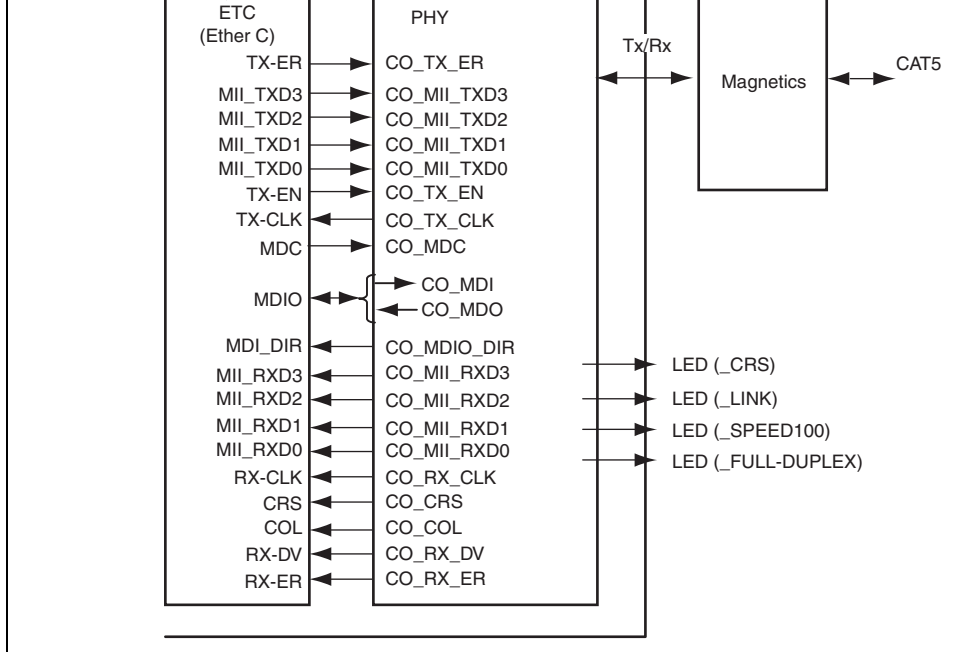 ETC
(Ether C)
PHY
Tx/Rx
Magnetics
CAT5
TX-ER CO_TX_ER
MII_TXD3 CO_MII_TXD3
MII_TXD2 CO_MII_TXD2
MII_TXD1 CO_MII_TXD1
MII_TXD0 CO_MII_TXD0
TX-EN CO_TX_EN
TX-CLK CO_TX_CLK
MDC CO_MDC
MDIO
CO_MDI
CO_MDO
MDI_DIR CO_MDIO_DIR
MII_RXD3 CO_MII_RXD3
MII_RXD2 CO_MII_RXD2
MII_RXD1 CO_MII_RXD1
MII_RXD0 CO_MII_RXD0
RX-CLK CO_RX_CLK
CRS CO_CRS
COL CO_COL
RX-DV CO_RX_DV
RX-ER CO_RX_ER
LED (_CRS)
LED (_LINK)
LED (_SPEED100)
LED (_FULL-DUPLEX)